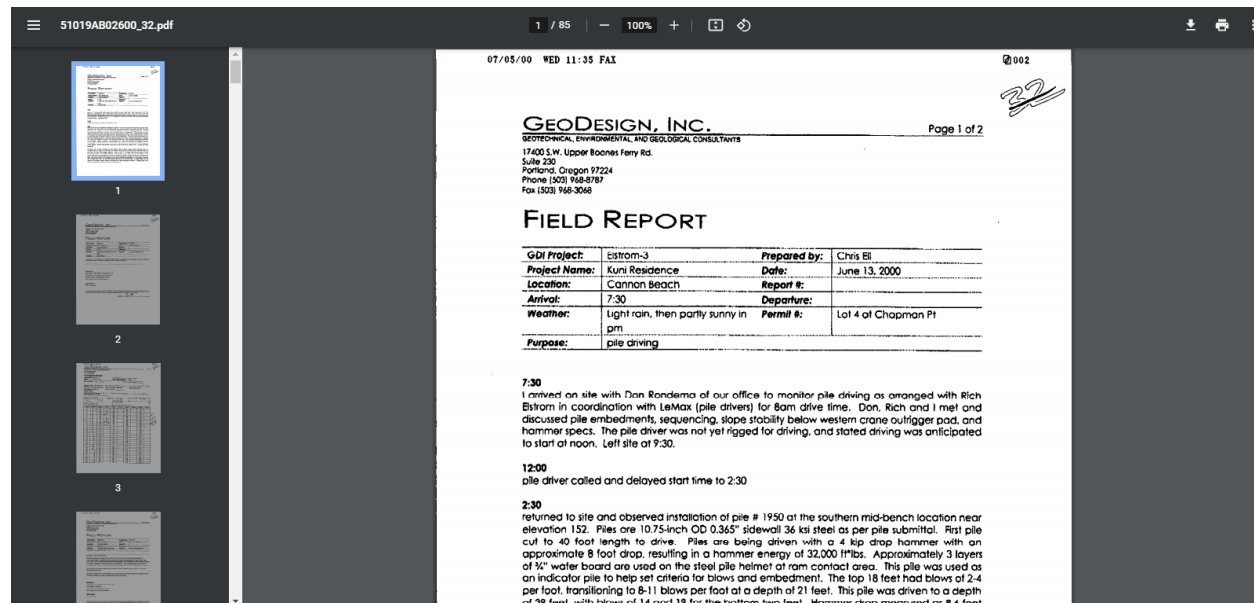 51019AB02600_32.pdf
1 / 85
100%
1
2
3
07/05/00 WED 11:35 FAX
002
32
GEODESIGN, INC.
Page 1 of 2
GEOTECHNICAL, ENVIRONMENTAL, AND GEOLOGICAL CONSULTANTS
17400 S.W. Upper Boones Ferry Rd.
Suite 230
Portland, Oregon 97224
Phone (503) 968-8787
Fax (503) 968-3068
FIELD REPORT
GDI Project: Elstrom-3 Prepared by: Chris Ell
Project Name: Kuni Residence Date: June 13, 2000
Location: Cannon Beach Report #:
Arrival: 7:30 Departure:
Weather: Light rain, then partly sunny in Permit #: Lot 4 of Chapman Pt
pm
Purpose: pile driving
7:30
I arrived on site with Don Rondema of our office to monitor pile driving as arranged with Rich
Elstrom in coordination with LeMax (pile drivers) for 8am drive time. Don, Rich and I met and
discussed pile embedments, sequencing, slope stability below western crane outrigger pad, and
hammer specs. The pile driver was not yet rigged for driving, and stated driving was anticipated
to start at noon. Left site at 9:30.
12:00
pile driver called and delayed start time to 2:30
2:30
returned to site and observed installation of pile # 1950 at the southern mid-bench location near
elevation 152. Piles are 10.75-inch OD 0.365" sidewall 36 ksi steel as per pile submittal. First pile
cut to 40 foot length to drive. Piles are being driven with a 4 kip drop hammer with an
approximate 8 foot drop, resulting in a hammer energy of 32,000 ft*lbs. Approximately 3 layers
of ¾" wafer board are used on the steel pile helmet at ram contact area. This pile was used as
an indicator pile to help set criteria for blows and embedment. The top 18 feet had blows of 2-4
per foot, transitioning to 8-11 blows per foot at a depth of 21 feet. This pile was driven to a depth